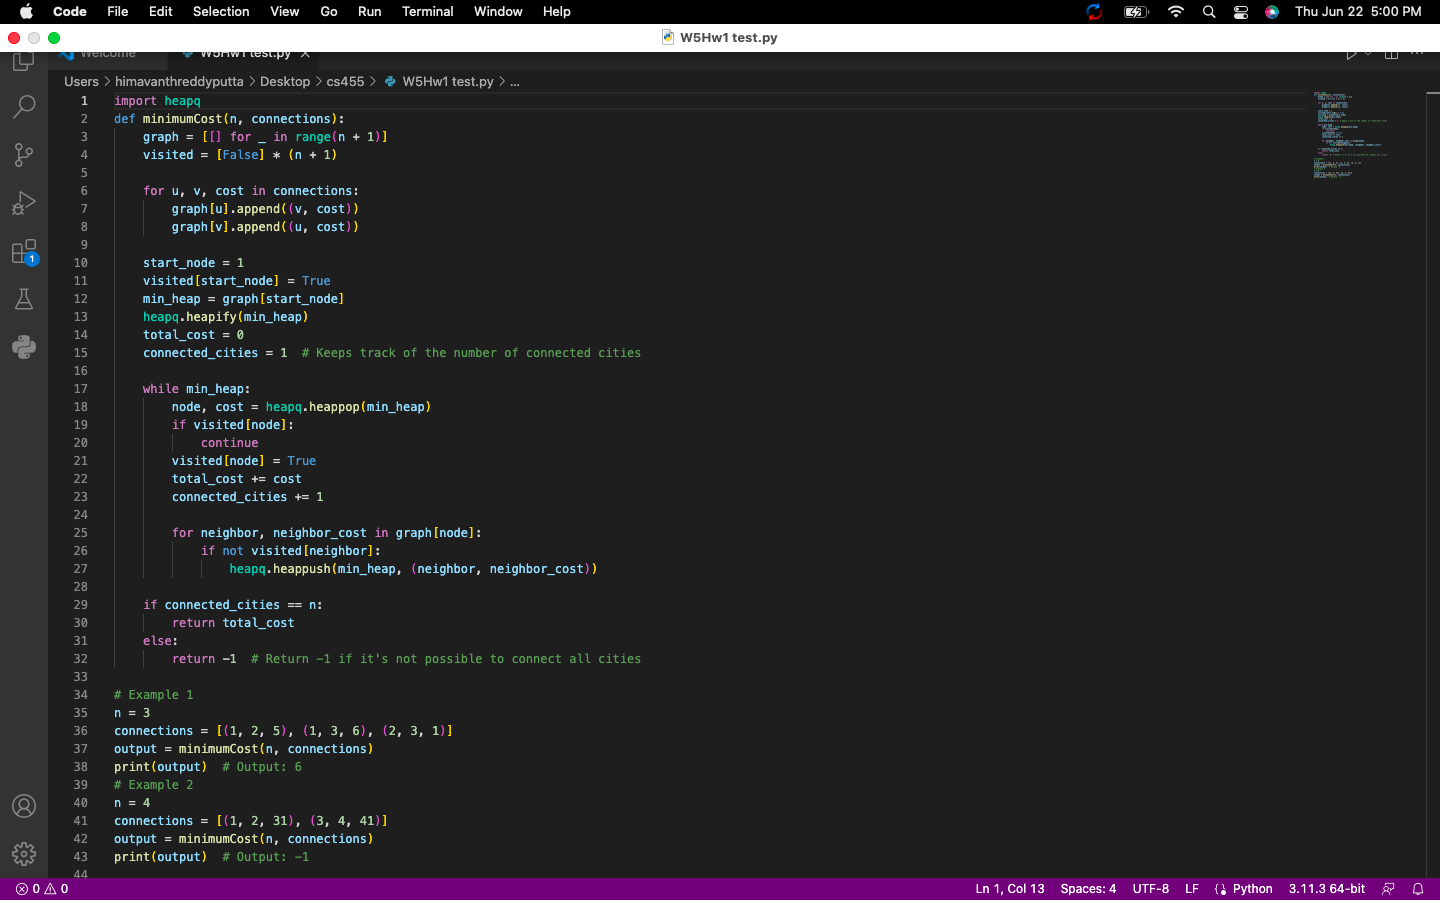 Code File Edit Selection View Go Run Terminal Window Help Thu Jun 22 5:00 PM
W5Hw1 test.py
Welcome W5Hw1 test.py
Users > himavanthreddyputta > Desktop > cs455 > W5Hw1 test.py > ...
1 import heapq
2 def minimumCost(n, connections):
3 graph = [[] for _ in range(n + 1)]
4 visited = [False] * (n + 1)
5
6 for u, v, cost in connections:
7 graph[u].append((v, cost))
8 graph[v].append((u, cost))
9
10 start_node = 1
11 visited[start_node] = True
12 min_heap = graph[start_node]
13 heapq.heapify(min_heap)
14 total_cost = 0
15 connected_cities = 1 # Keeps track of the number of connected cities
16
17 while min_heap:
18 node, cost = heapq.heappop(min_heap)
19 if visited[node]:
20 continue
21 visited[node] = True
22 total_cost += cost
23 connected_cities += 1
24
25 for neighbor, neighbor_cost in graph[node]:
26 if not visited[neighbor]:
27 heapq.heappush(min_heap, (neighbor, neighbor_cost))
28
29 if connected_cities == n:
30 return total_cost
31 else:
32 return -1 # Return -1 if it's not possible to connect all cities
33
34 # Example 1
35 n = 3
36 connections = [(1, 2, 5), (1, 3, 6), (2, 3, 1)]
37 output = minimumCost(n, connections)
38 print(output) # Output: 6
39 # Example 2
40 n = 4
41 connections = [(1, 2, 31), (3, 4, 41)]
42 output = minimumCost(n, connections)
43 print(output) # Output: -1
44
1
0 0 Ln 1, Col 13 Spaces: 4 UTF-8 LF Python 3.11.3 64-bit